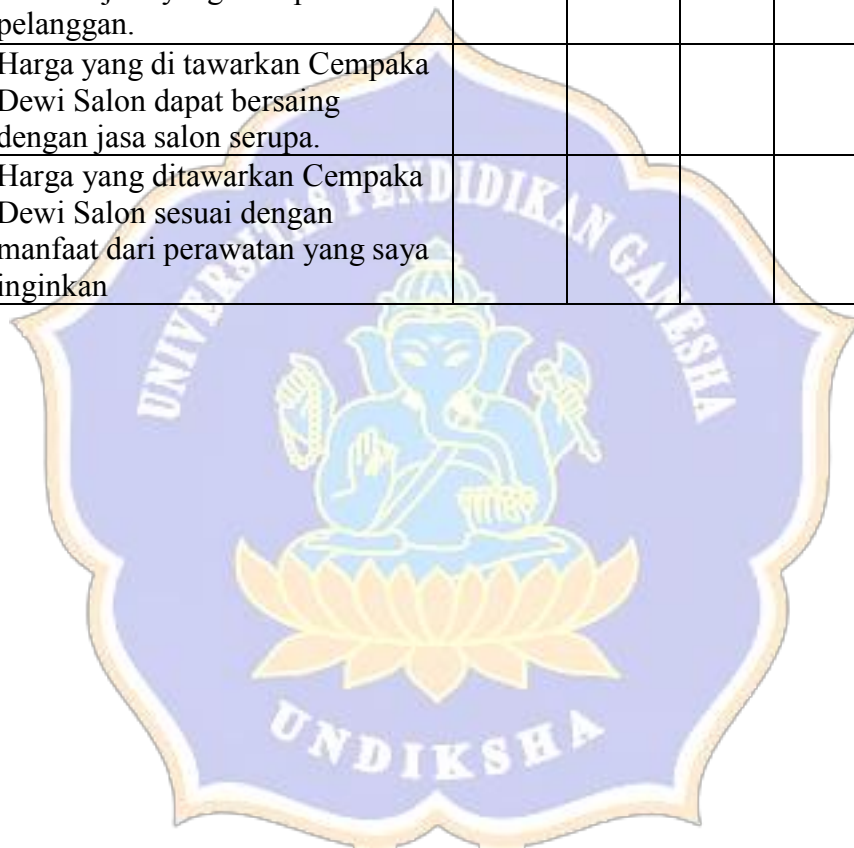 pelanggan.
Harga yang di tawarkan Cempaka
Dewi Salon dapat bersaing
dengan jasa salon serupa.
Harga yang ditawarkan Cempaka
Dewi Salon sesuai dengan
manfaat dari perawatan yang saya
inginkan
UNIVERSITAS PENDIDIKAN GANESHA
UNDIKSHA